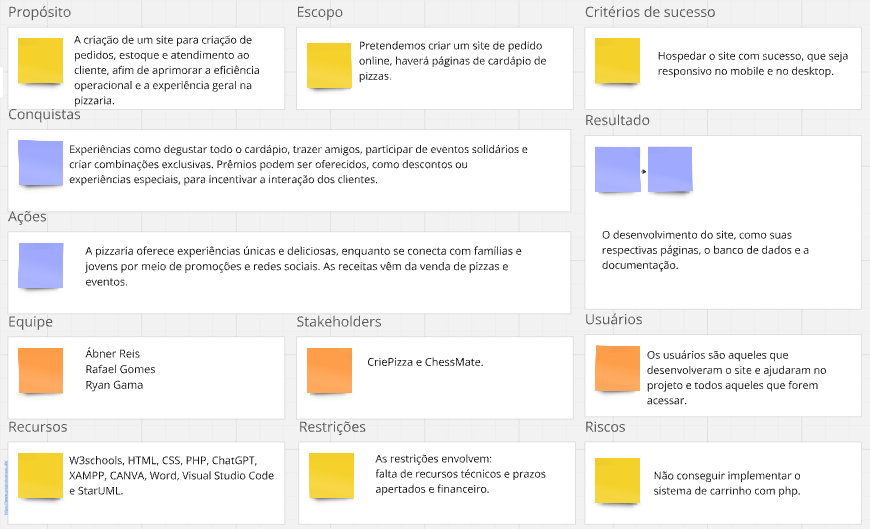 Propósito
A criação de um site para criação de
pedidos, estoque e atendimento ao
cliente, afim de aprimorar a eficiência
operacional e a experiência geral na
pizzaria.
Escopo
Pretendemos criar um site de pedido
online, haverá páginas de cardápio de
pizzas.
Critérios de sucesso
Hospedar o site com sucesso, que seja
responsivo no mobile e no desktop.
Conquistas
Experiências como degustar todo o cardápio, trazer amigos, participar de eventos solidários e
criar combinações exclusivas. Prêmios podem ser oferecidos, como descontos ou
experiências especiais, para incentivar a interação dos clientes.
Resultado
O desenvolvimento do site, como suas
respectivas páginas, o banco de dados e a
documentação.
Ações
A pizzaria oferece experiências únicas e deliciosas, enquanto se conecta com famílias e
jovens por meio de promoções e redes sociais. As receitas vêm da venda de pizzas e
eventos.
Equipe
Ábner Reis
Rafael Gomes
Ryan Gama
Stakeholders
CriePizza e ChessMate.
Usuários
Os usuários são aqueles que
desenvolveram o site e ajudaram no
projeto e todos aqueles que forem
acessar.
Recursos
W3schools, HTML, CSS, PHP, ChatGPT,
XAMPP, CANVA, Word, Visual Studio Code
e StarUML.
Restrições
As restrições envolvem:
falta de recursos técnicos e prazos
apertados e financeiro.
Riscos
Não conseguir implementar o
sistema de carrinho com php.